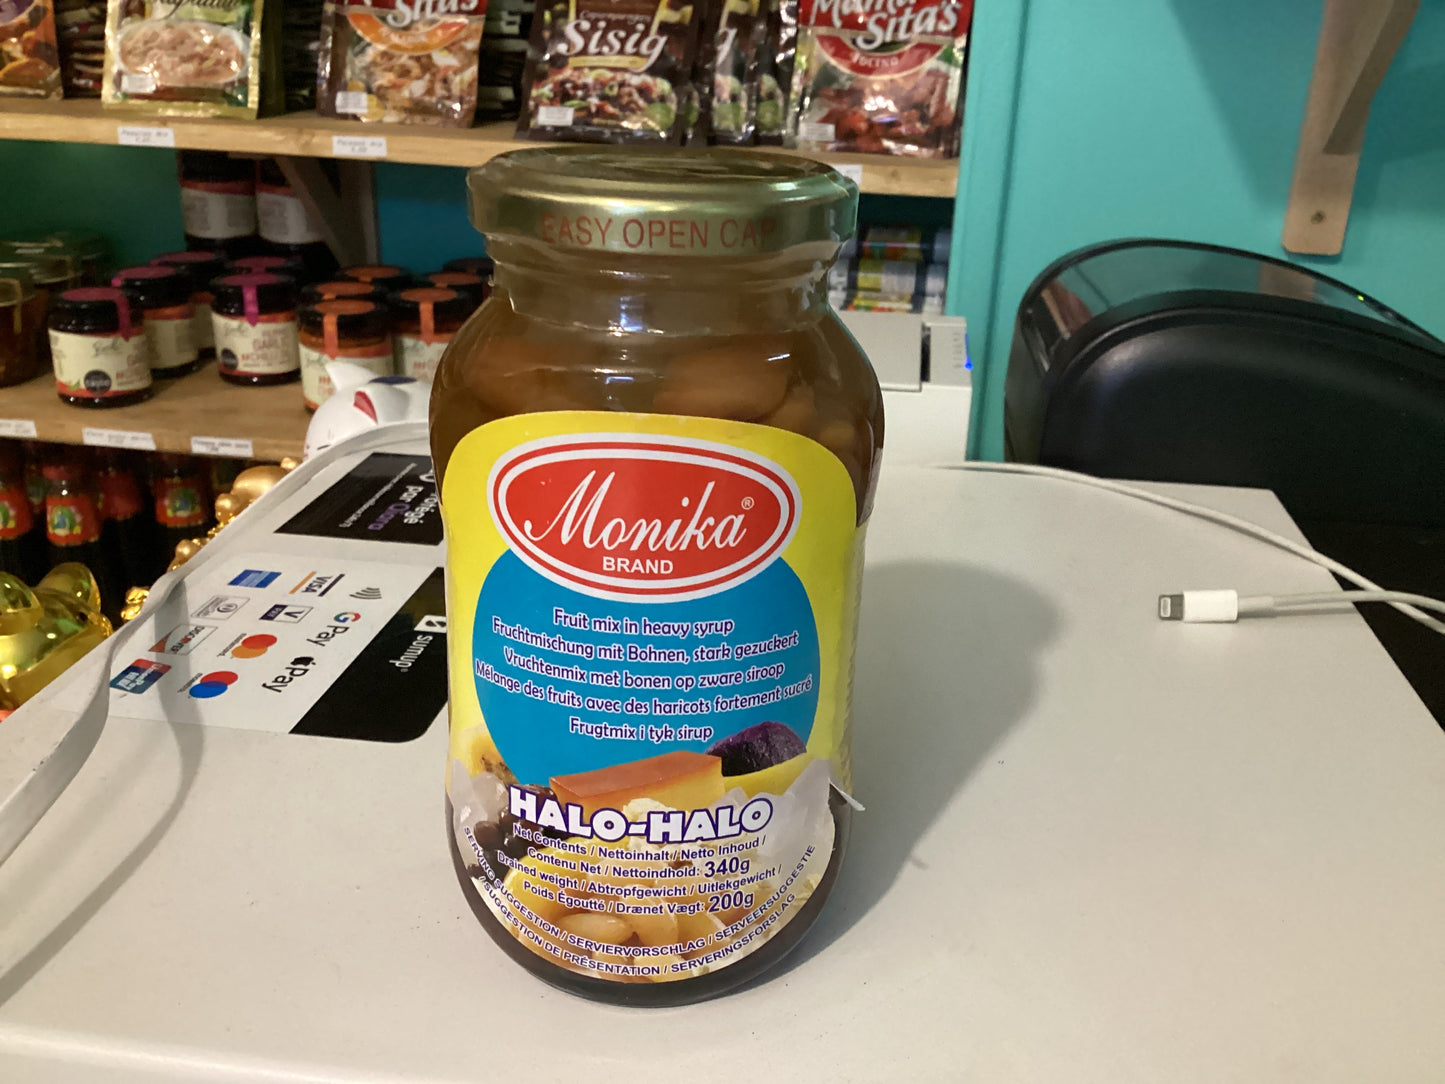 Sita's
Sisig
Mama
Sita's
TOCINO
EASY OPEN CAP
Monika®
BRAND
Fruit mix in heavy syrup
Fruchtmischung mit Bohnen, stark gezuckert
Vruchtenmix met bonen op zware siroop
Mélange des fruits avec des haricots fortement sucré
Frugtmix i tyk sirup
HALO-HALO
Net Contents / Nettoinhalt / Netto Inhoud /
Contenu Net / Nettoindhold: 340g
Drained weight / Abtropfgewicht / Uitlekgewicht /
Poids Égoutté / Drænet Vægt: 200g
SERVING SUGGESTION / SERVIERVORSCHLAG / SERVEERSUGGESTIE
/ SUGGESTION DE PRÉSENTATION / SERVERINGSFORSLAG
VISA
V PAY
DISCOVER
G Pay
Pay
sumup®